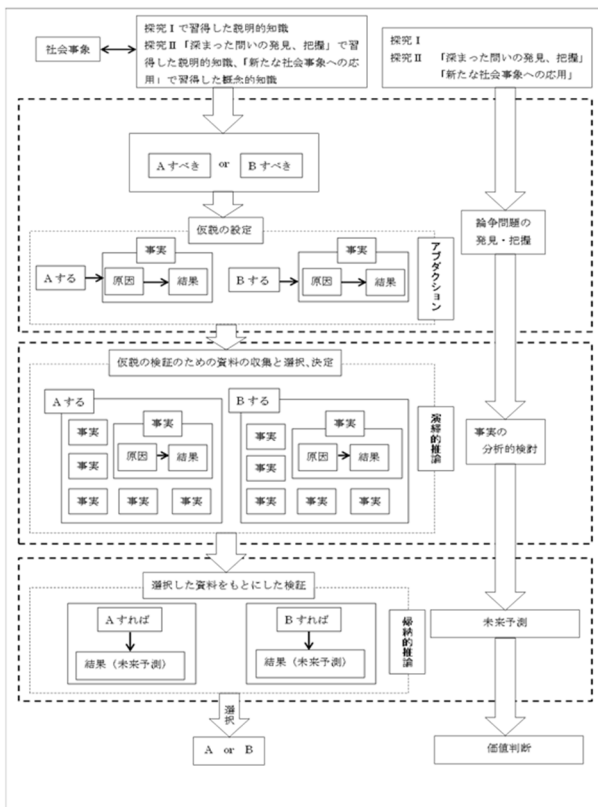 社会事象
探究Ⅰで習得した説明的知識
探究Ⅱ「深まった問いの発見、把握」で習
得した説明的知識、「新たな社会事象への応
用」で習得した概念的知識
探究Ⅰ
探究Ⅱ 「深まった問いの発見、把握」
「新たな社会事象への応用」
Aすべき or Bすべき
仮説の設定
Aする
事実
原因
結果
Bする
事実
原因
結果
アブダクション
論争問題の
発見・把握
仮説の検証のための資料の収集と選択、決定
Aする
事実
事実
事実
原因
結果
事実
事実
事実
Bする
事実
事実
事実
原因
結果
事実
事実
事実
演繹的推論
事実の
分析的検討
選択した資料をもとにした検証
Aすれば
結果（未来予測）
Bすれば
結果（未来予測）
帰納的推論
未来予測
選択
A or B
価値判断